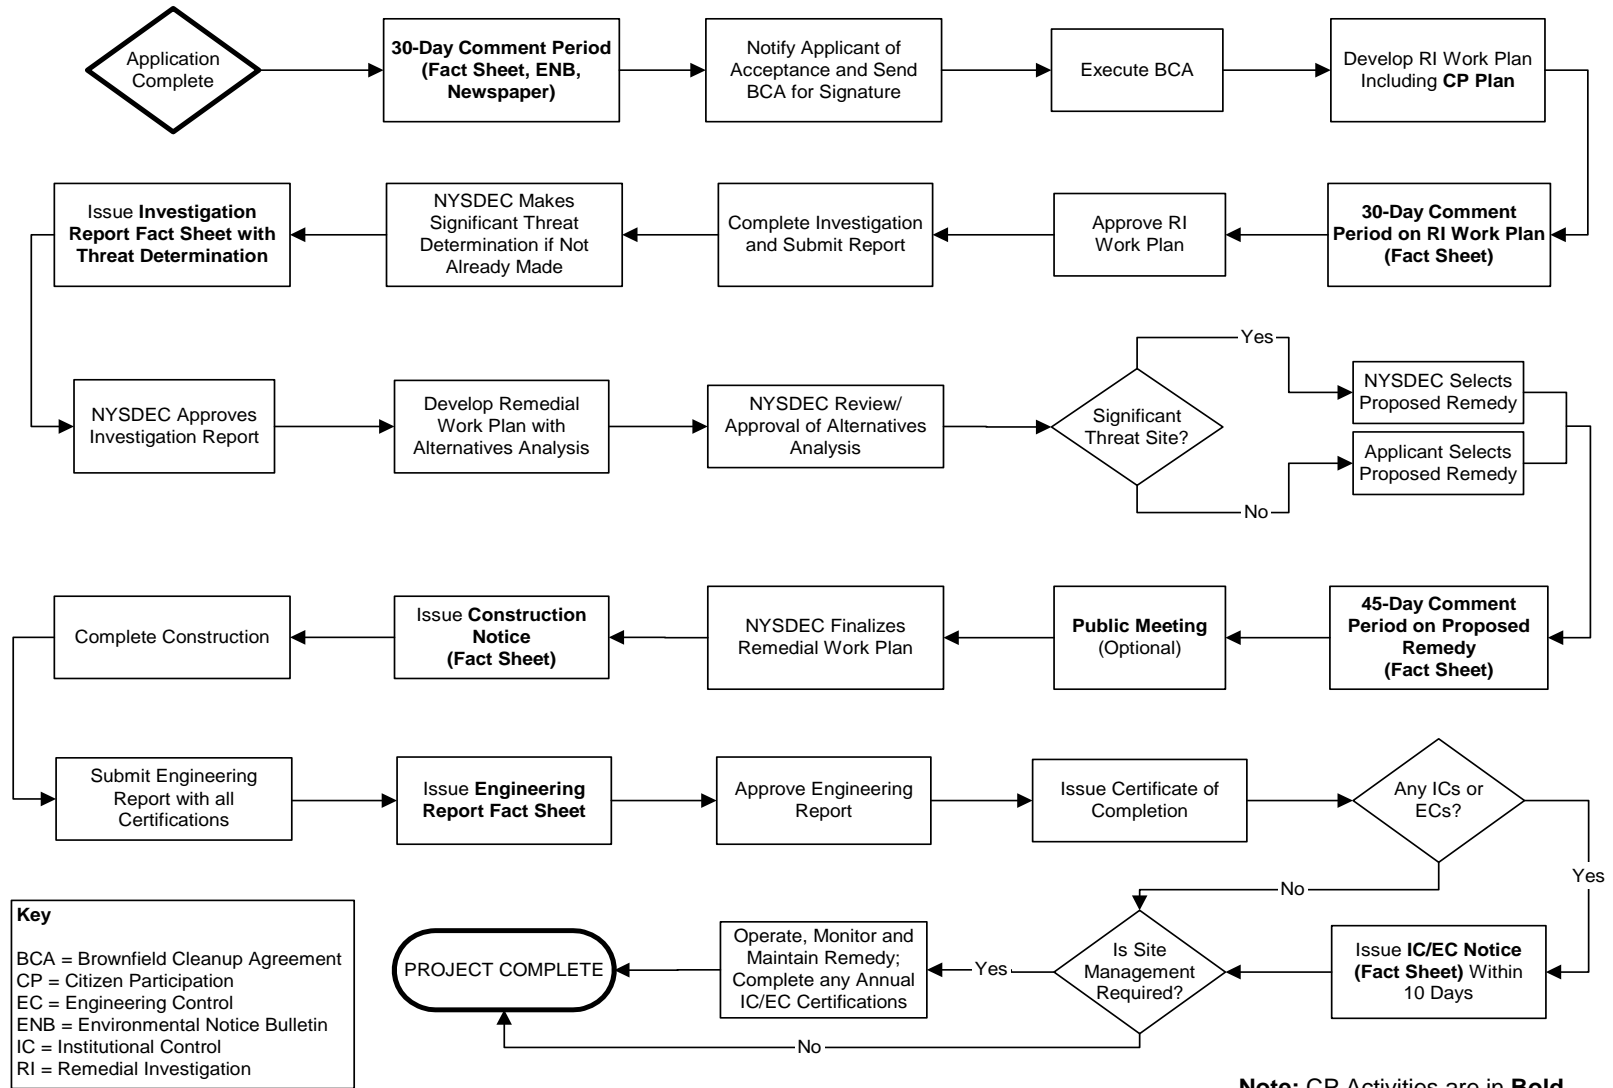 Application
Complete
30-Day Comment Period
(Fact Sheet, ENB,
Newspaper)
Notify Applicant of
Acceptance and Send
BCA for Signature
Execute BCA
Develop RI Work Plan
Including CP Plan
30-Day Comment
Period on RI Work Plan
(Fact Sheet)
Approve RI
Work Plan
Complete Investigation
and Submit Report
NYSDEC Makes
Significant Threat
Determination if Not
Already Made
Issue Investigation
Report Fact Sheet with
Threat Determination
NYSDEC Approves
Investigation Report
Develop Remedial
Work Plan with
Alternatives Analysis
NYSDEC Review/
Approval of Alternatives
Analysis
Significant
Threat Site?
Yes
No
NYSDEC Selects
Proposed Remedy
Applicant Selects
Proposed Remedy
45-Day Comment
Period on Proposed
Remedy
(Fact Sheet)
Public Meeting
(Optional)
NYSDEC Finalizes
Remedial Work Plan
Issue Construction
Notice
(Fact Sheet)
Complete Construction
Submit Engineering
Report with all
Certifications
Issue Engineering
Report Fact Sheet
Approve Engineering
Report
Issue Certificate of
Completion
Any ICs or
ECs?
Yes
No
Issue IC/EC Notice
(Fact Sheet) Within
10 Days
Is Site
Management
Required?
Yes
No
Operate, Monitor and
Maintain Remedy;
Complete any Annual
IC/EC Certifications
PROJECT COMPLETE
Key
BCA = Brownfield Cleanup Agreement
CP = Citizen Participation
EC = Engineering Control
ENB = Environmental Notice Bulletin
IC = Institutional Control
RI = Remedial Investigation
Note: CP Activities are in Bold